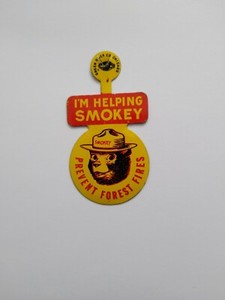 I'M HELPING
SMOKEY
SMOKEY
PREVENT FOREST FIRES